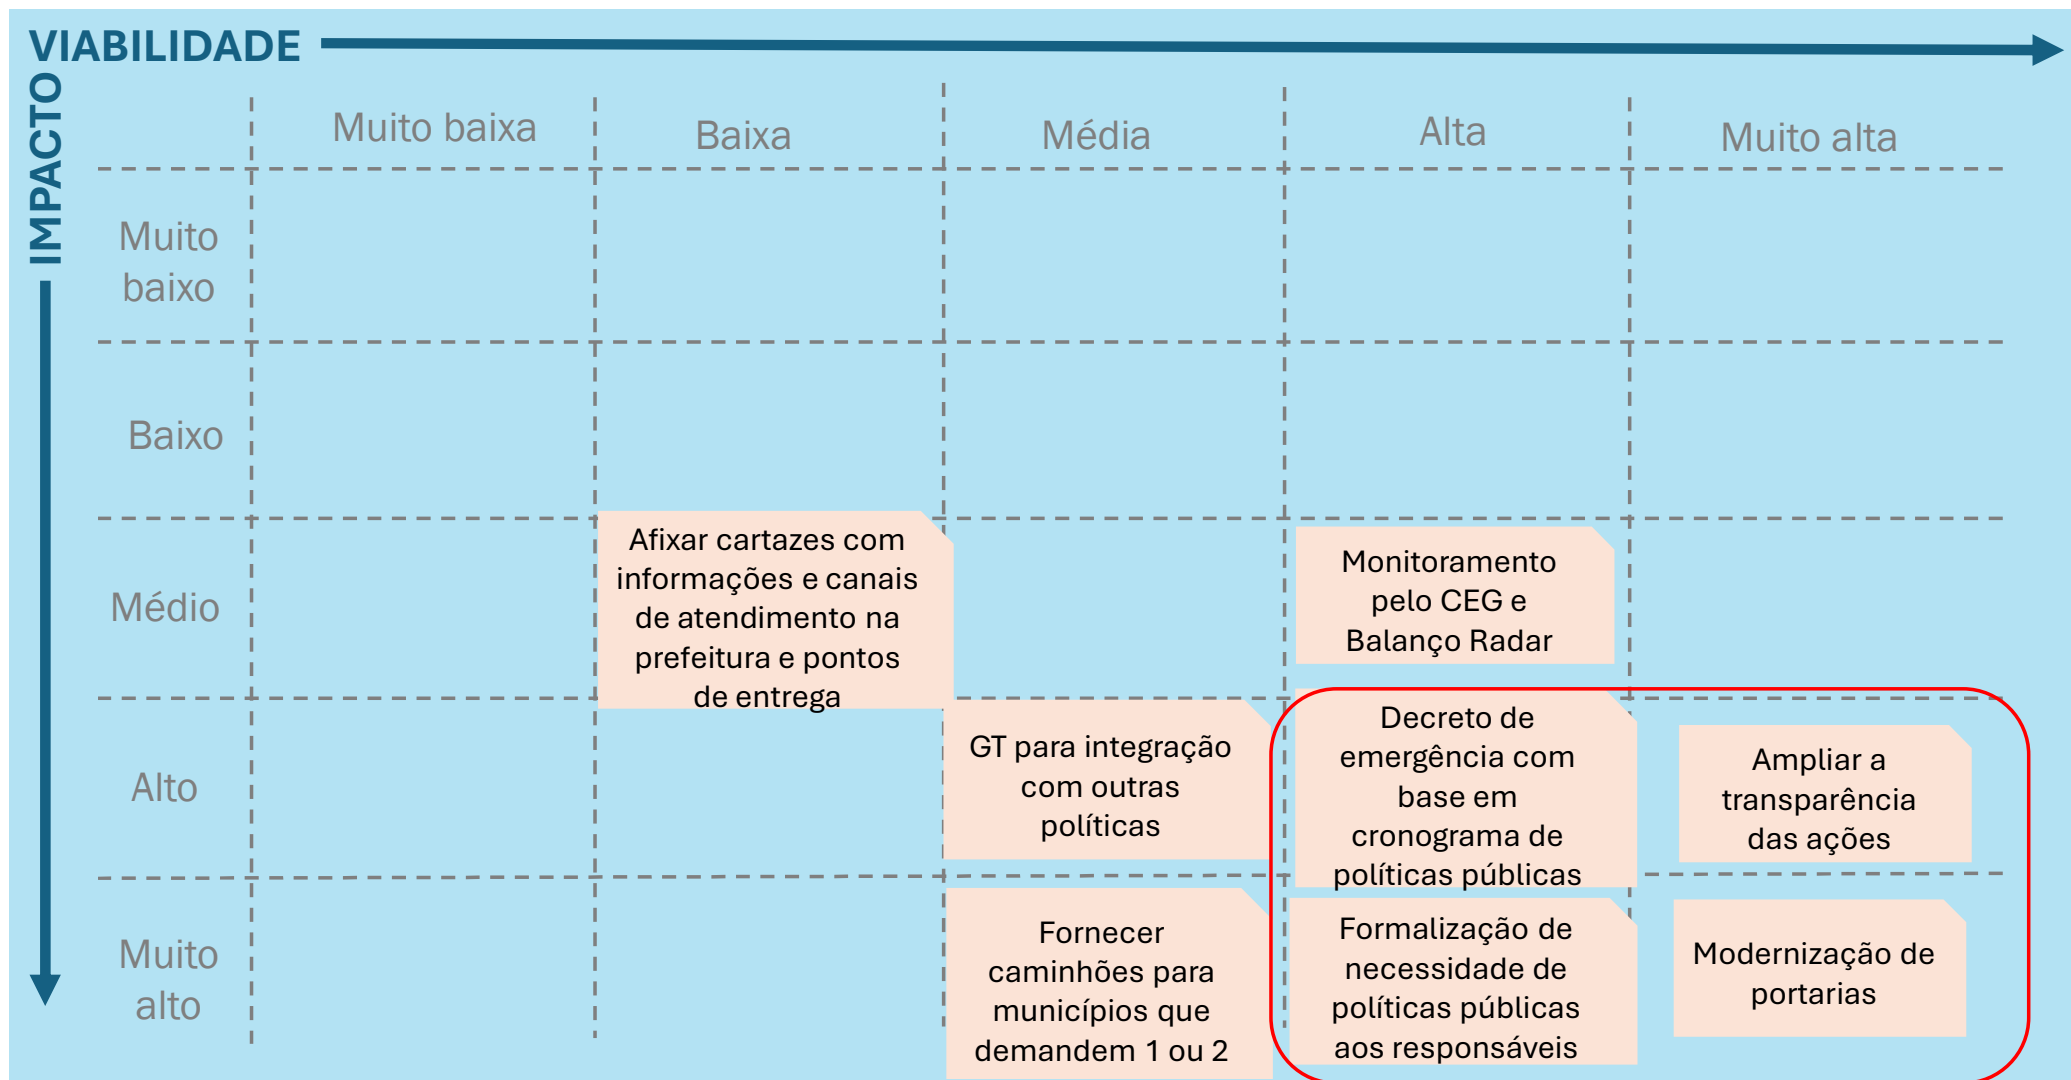 VIABILIDADE
IMPACTO
Muito baixa
Baixa
Média
Alta
Muito alta
Muito
baixo
Baixo
Médio
Afixar cartazes com
informações e canais
de atendimento na
prefeitura e pontos
de entrega
Monitoramento
pelo CEG e
Balanço Radar
Alto
GT para integração
com outras
políticas
Decreto de
emergência com
base em
cronograma de
políticas públicas
Ampliar a
transparência
das ações
Muito
alto
Fornecer
caminhões para
municípios que
demandem 1 ou 2
Formalização de
necessidade de
políticas públicas
aos responsáveis
Modernização de
portarias